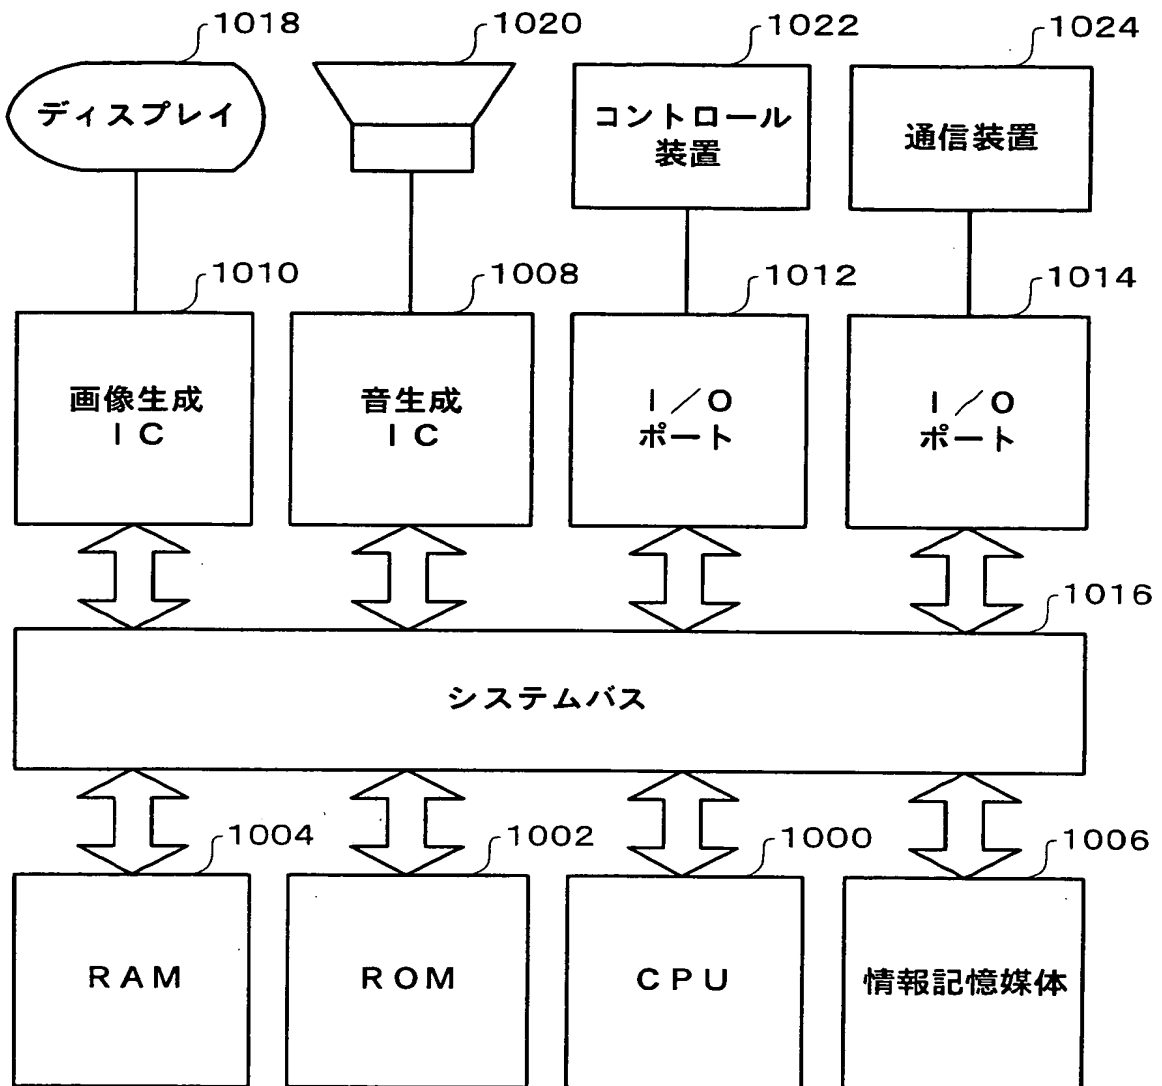 1018
1020
1022
1024
ディスプレイ
コントロール
装置
通信装置
1010
1008
1012
1014
画像生成
IC
音生成
IC
I/O
ポート
I/O
ポート
1016
システムバス
1004
1002
1000
1006
RAM
ROM
CPU
情報記憶媒体